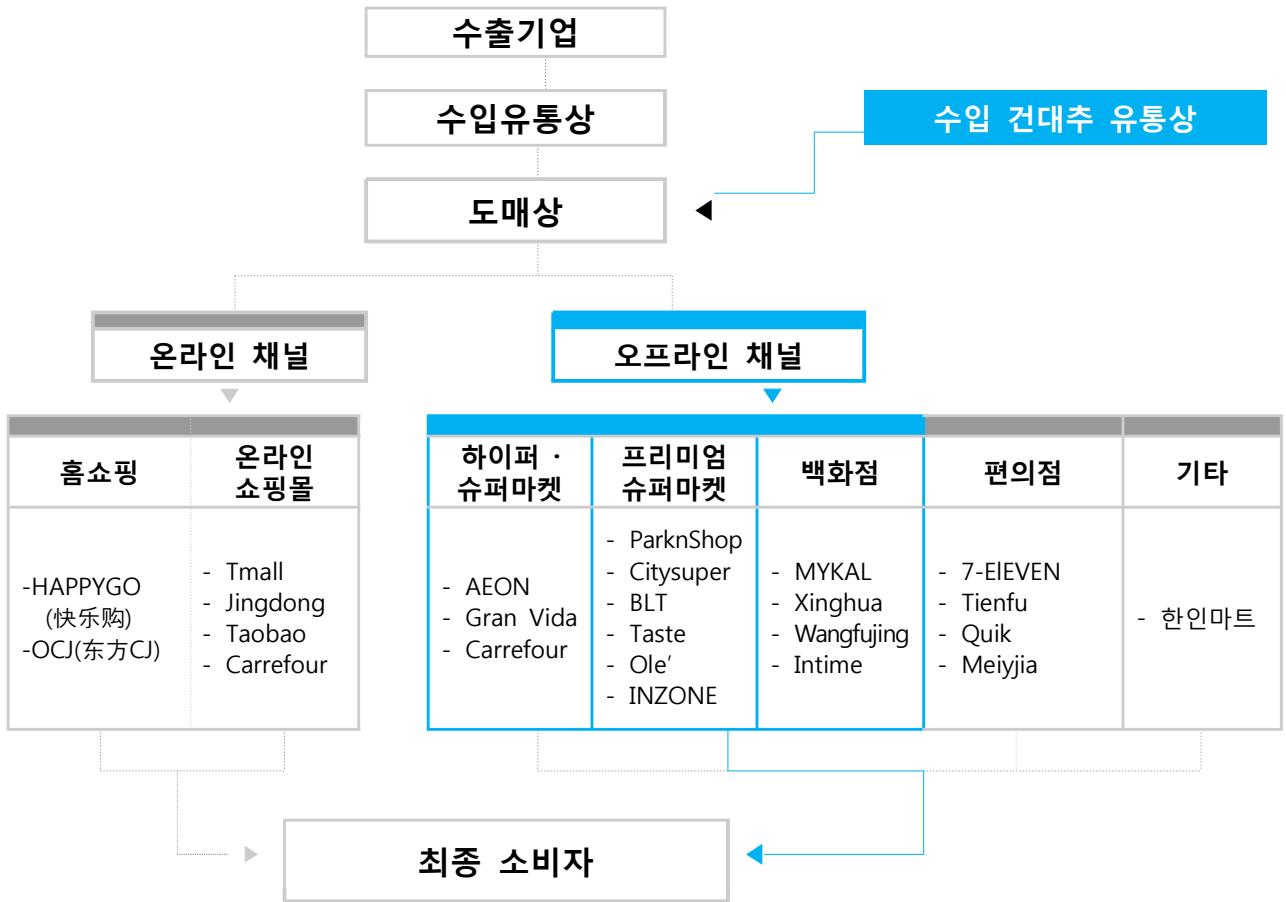 수출기업
수입유통상
수입 건대추 유통상
도매상
온라인 채널
오프라인 채널
홈쇼핑
온라인
쇼핑몰
하이퍼 ·
슈퍼마켓
프리미엄
슈퍼마켓
백화점
편의점
기타
-HAPPYGO
(快乐购)
-OCJ(东方CJ)
- Tmall
- Jingdong
- Taobao
- Carrefour
- AEON
- Gran Vida
- Carrefour
- ParknShop
- Citysuper
- BLT
- Taste
- Ole’
- INZONE
- MYKAL
- Xinghua
- Wangfujing
- Intime
- 7-ElEVEN
- Tienfu
- Quik
- Meiyjia
- 한인마트
최종 소비자